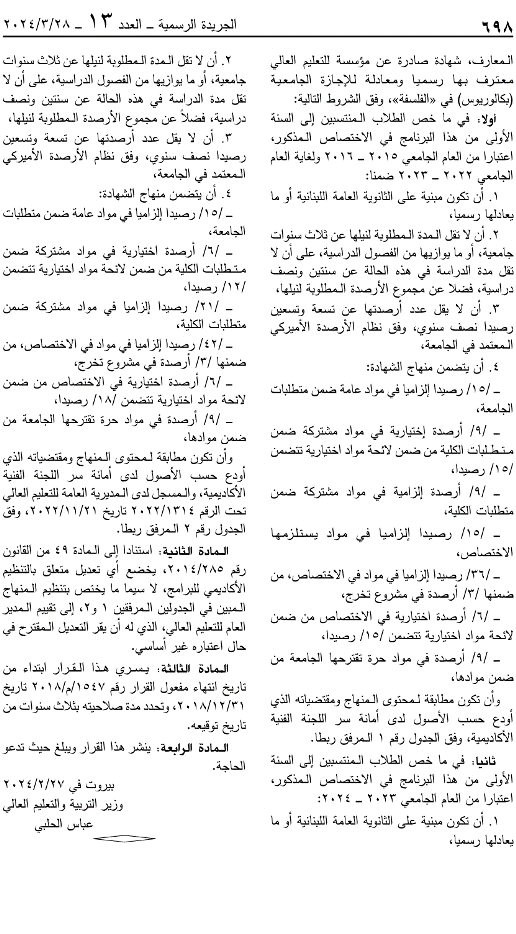 ٦٩٨
الجريدة الرسمية ـ العدد ١٣ ـ ٢٠٢٤/٣/٢٨
المعارف، شهادة صادرة عن مؤسسة للتعليم العالي
معترف بها رسميا ومعادلة للإجازة الجامعية
(بكالوريوس) في «الفلسفة»، وفق الشروط التالية:
اولا: في ما خص الطلاب المنتسبين إلى السنة
الأولى من هذا البرنامج في الاختصاص المذكور،
اعتبارا من العام الجامعي ٢٠١٥ ـ ٢٠١٦ ولغاية العام
الجامعي ٢٠٢٢ ـ ٢٠٢٣ ضمنا:
١. أن تكون مبنية على الثانوية العامة اللبنانية أو ما
يعادلها رسميا،
٢. أن لا تقل المدة المطلوبة لنيلها عن ثلاث سنوات
جامعية، أو ما يوازيها من الفصول الدراسية، على أن لا
تقل مدة الدراسة في هذه الحالة عن سنتين ونصف
دراسية، فضلا عن مجموع الأرصدة المطلوبة لنيلها،
٣. أن لا يقل عدد أرصدتها عن تسعة وتسعين
رصيدا نصف سنوي، وفق نظام الأرصدة الأميركي
المعتمد في الجامعة،
٤. أن يتضمن منهاج الشهادة:
ـ /١٥/ رصيدا إلزاميا في مواد عامة ضمن متطلبات
الجامعة،
ـ /٩/ أرصدة إختيارية في مواد مشتركة ضمن
متطلبات الكلية من ضمن لائحة مواد اختيارية تتضمن
/١٥/ رصيدا،
ـ /٩/ أرصدة إلزامية في مواد مشتركة ضمن
متطلبات الكلية،
ـ /١٥/ رصيدا إلزاميا في مواد يستلزمها
الاختصاص،
ـ /٣٦/ رصيدا إلزاميا في مواد في الاختصاص، من
ضمنها /٣/ أرصدة في مشروع تخرج،
ـ /٦/ أرصدة اختيارية في الاختصاص من ضمن
لائحة مواد اختيارية تتضمن /١٥/ رصيدا،
ـ /٩/ أرصدة في مواد حرة تقترحها الجامعة من
ضمن موادها،
وأن تكون مطابقة لمحتوى المنهاج ومقتضياته الذي
أودع حسب الأصول لدى أمانة سر اللجنة الفنية
الأكاديمية، وفق الجدول رقم ١ المرفق ربطا.
ثانيا: في ما خص الطلاب المنتسبين إلى السنة
الأولى من هذا البرنامج في الاختصاص المذكور،
اعتبارا من العام الجامعي ٢٠٢٣ ـ ٢٠٢٤:
١. أن تكون مبنية على الثانوية العامة اللبنانية أو ما
يعادلها رسميا،
٢. أن لا تقل المدة المطلوبة لنيلها عن ثلاث سنوات
جامعية، أو ما يوازيها من الفصول الدراسية، على أن لا
تقل مدة الدراسة في هذه الحالة عن سنتين ونصف
دراسية، فضلاً عن مجموع الأرصدة المطلوبة لنيلها،
٣. أن لا يقل عدد أرصدتها عن تسعة وتسعين
رصيدا نصف سنوي، وفق نظام الأرصدة الأميركي
المعتمد في الجامعة،
٤. أن يتضمن منهاج الشهادة:
ـ /١٥/ رصيدا إلزاميا في مواد عامة ضمن متطلبات
الجامعة،
ـ /٦/ أرصدة اختيارية في مواد مشتركة ضمن
متطلبات الكلية من ضمن لائحة مواد اختيارية تتضمن
/١٢/ رصيدا،
ـ /٢١/ رصيدا إلزاميا في مواد مشتركة ضمن
متطلبات الكلية،
ـ /٤٢/ رصيدا إلزاميا في مواد في الاختصاص، من
ضمنها /٣/ أرصدة في مشروع تخرج،
ـ /٦/ أرصدة اختيارية في الاختصاص من ضمن
لائحة مواد اختيارية تتضمن /١٨/ رصيدا،
ـ /٩/ أرصدة في مواد حرة تقترحها الجامعة من
ضمن موادها،
وأن تكون مطابقة لمحتوى المنهاج ومقتضياته الذي
أودع حسب الأصول لدى أمانة سر اللجنة الفنية
الأكاديمية، والمسجل لدى المديرية العامة للتعليم العالي
تحت الرقم ٢٠٢٢/١٣١٤ تاريخ ٢٠٢٢/١١/٢١، وفق
الجدول رقم ٢ المرفق ربطا.
المادة الثانية: استنادا إلى المادة ٤٩ من القانون
رقم ٢٠١٤/٢٨٥، يخضع أي تعديل متعلق بالتنظيم
الأكاديمي للبرامج، لا سيما ما يختص بتنظيم المنهاج
المبين في الجدولين المرفقين ١ و٢، إلى تقييم المدير
العام للتعليم العالي، الذي له أن يقر التعديل المقترح في
حال اعتباره غير أساسي.
المادة الثالثة: يسري هذا القرار ابتداء من
تاريخ انتهاء مفعول القرار رقم ١٥٤٧/م/٢٠١٨ تاريخ
٢٠١٨/١٢/٣١، وتحدد مدة صلاحيته بثلاث سنوات من
تاريخ توقيعه.
المادة الرابعة: ينشر هذا القرار ويبلغ حيث تدعو
الحاجة.
بيروت في ٢٠٢٤/٢/٢٧
وزير التربية والتعليم العالي
عباس الحلبي